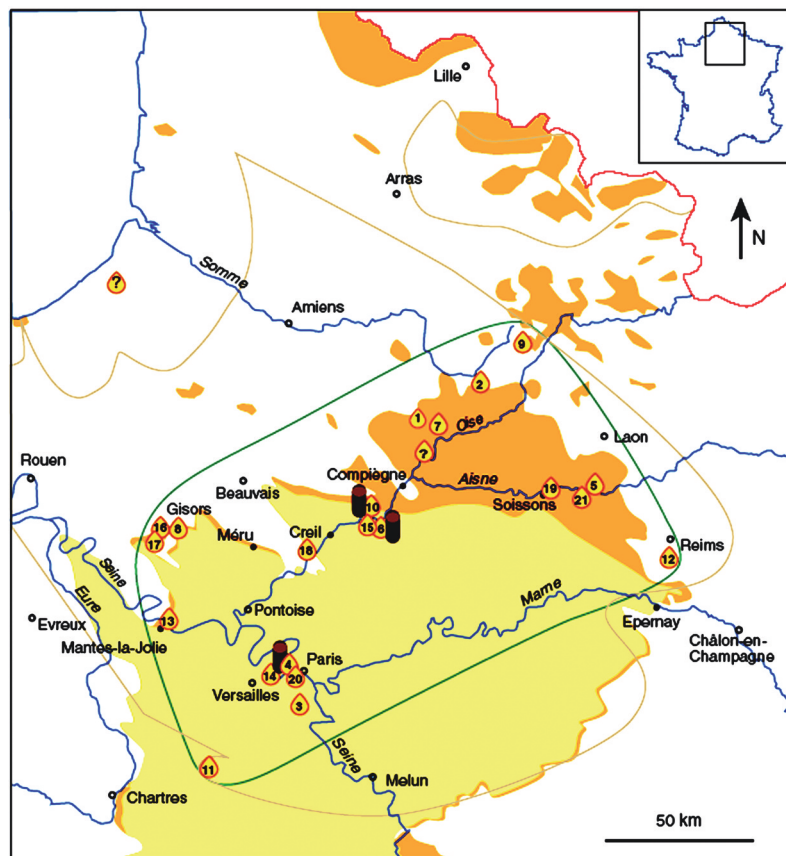 Lille
Arras
N
?
Somme
Amiens
9
2
1
7
Oise
?
Laon
Rouen
Compiègne
Aisne
Beauvais
5
19
21
Soissons
Gisors
10
16
8
17
15
6
Creil
Méru
18
Reims
12
Seine
Eure
Marne
Pontoise
13
Evreux
Mantes-la-Jolie
Epernay
Châlon-en-
Champagne
4
Paris
14
20
Versailles
3
Seine
11
Melun
Chartres
50 km